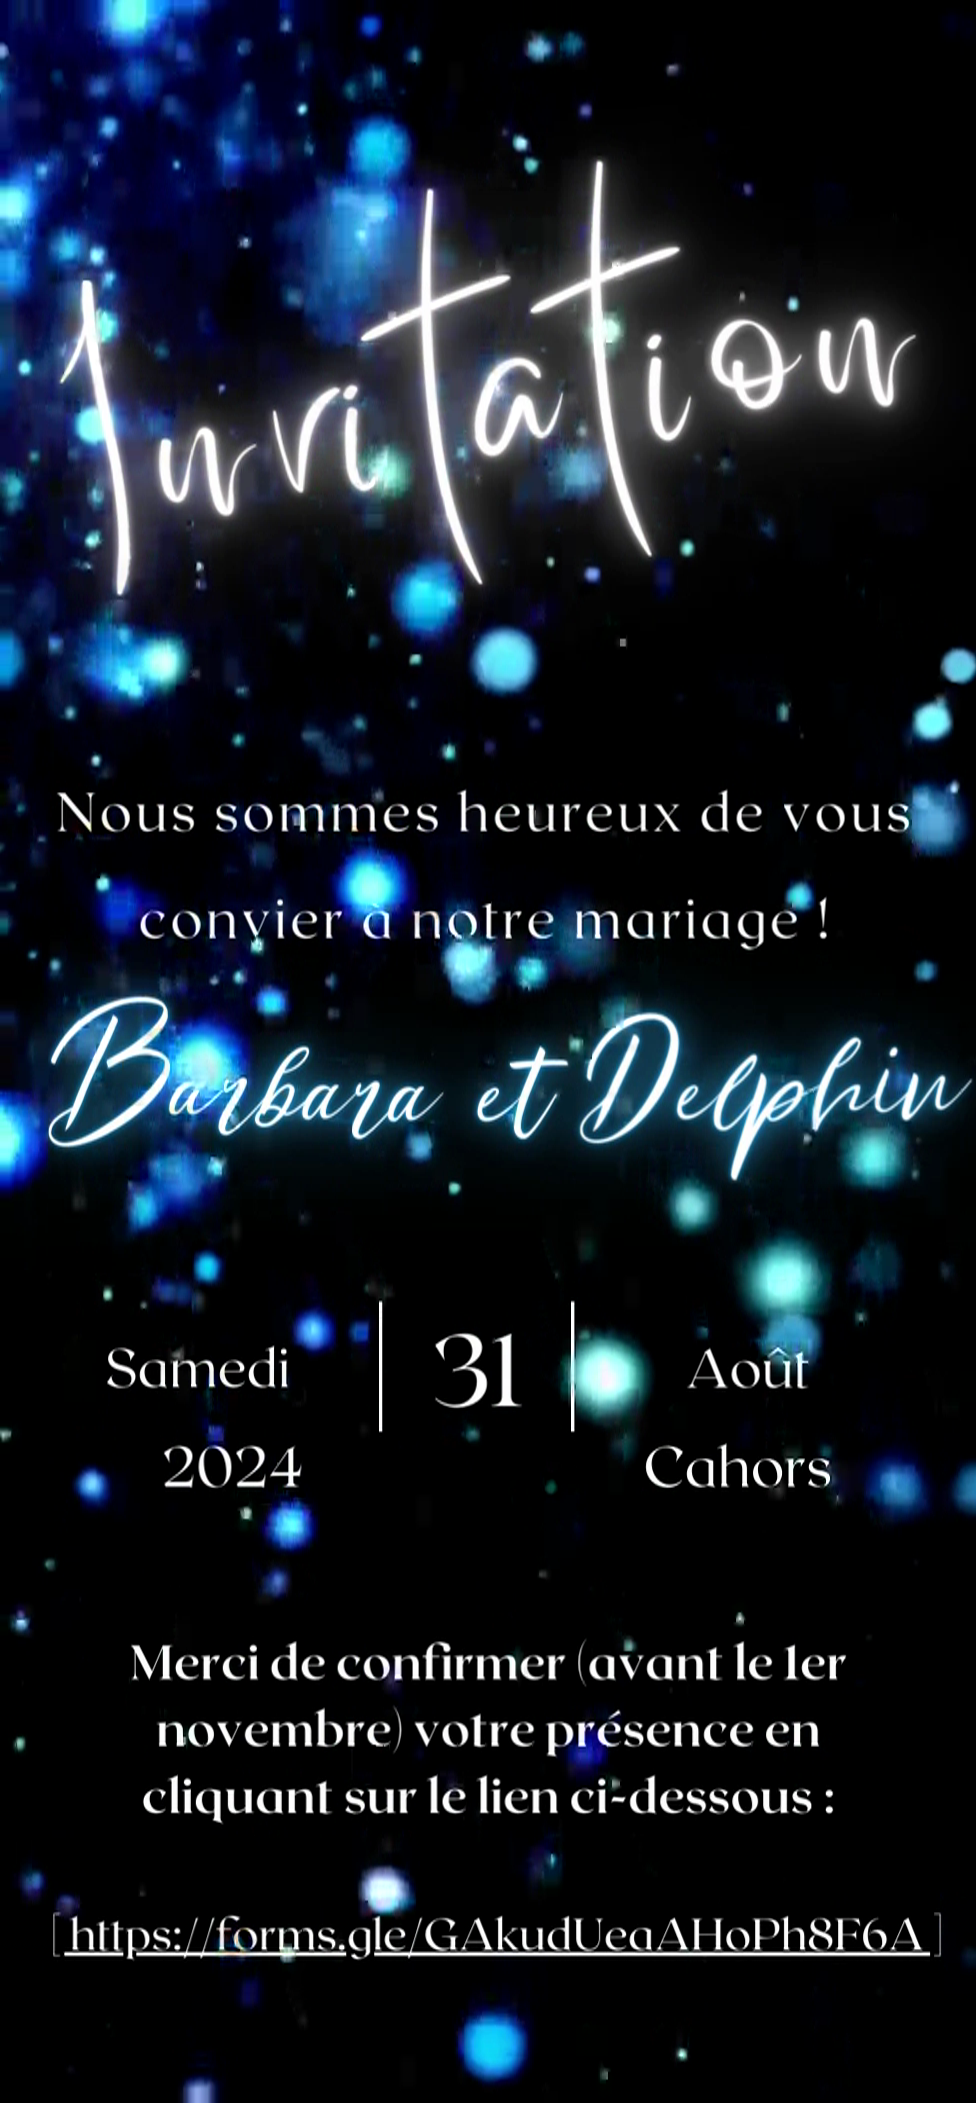 Invitation
Nous sommes heureux de vous
convier à notre mariage !
Barbara et Delphin
Samedi | 31 | Août
2024 Cahors
Merci de confirmer (avant le 1er
novembre) votre présence en
cliquant sur le lien ci-dessous :
[ https://forms.gle/GAkudUeaAHoPh8F6A ]